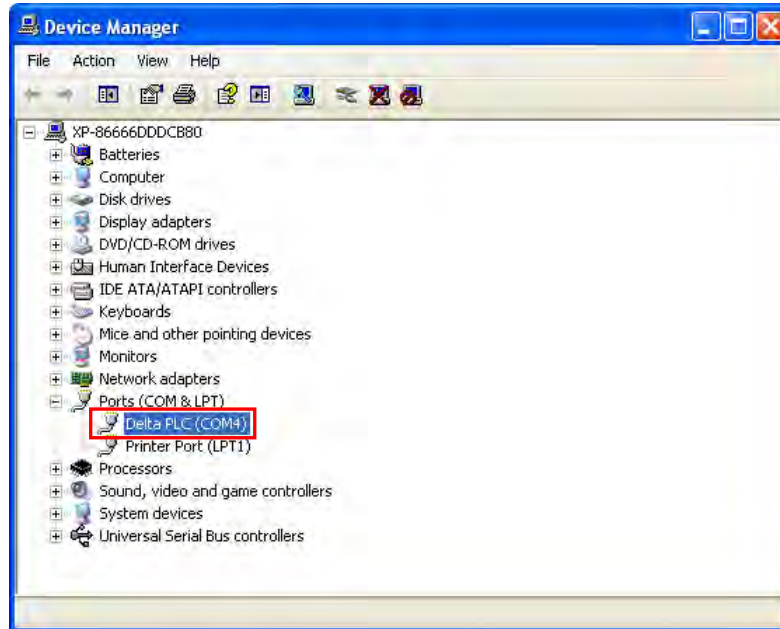 Device Manager
File Action View Help
XP-86666DDDCB80
Batteries
Computer
Disk drives
Display adapters
DVD/CD-ROM drives
Human Interface Devices
IDE ATA/ATAPI controllers
Keyboards
Mice and other pointing devices
Monitors
Network adapters
Ports (COM & LPT)
Delta PLC (COM4)
Printer Port (LPT1)
Processors
Sound, video and game controllers
System devices
Universal Serial Bus controllers